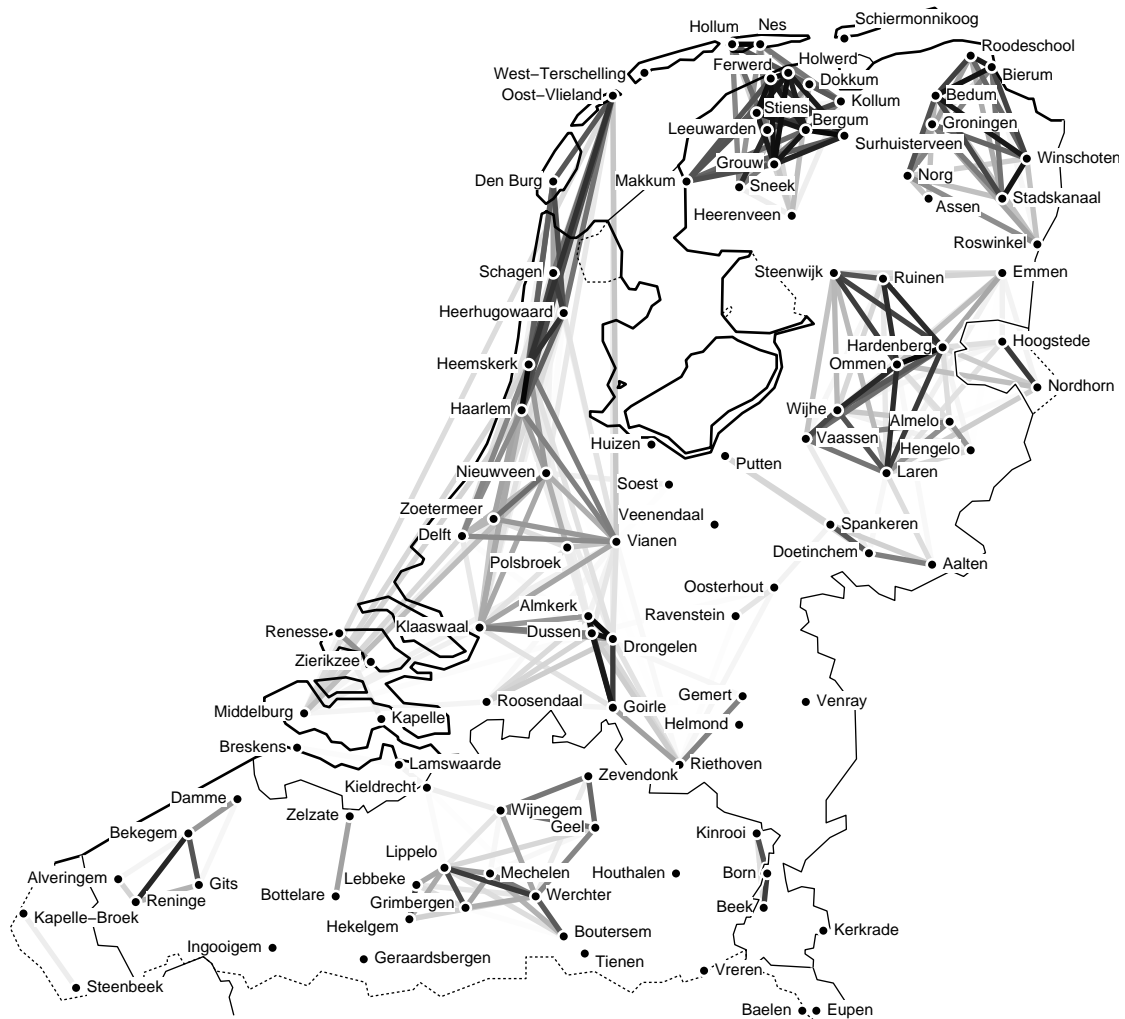 Schiermonnikoog
Hollum
Nes
Roodeschool
West–Terschelling
Ferwerd
Holwerd
Bierum
Oost–Vlieland
Dokkum
Bedum
Kollum
Stiens
Groningen
Leeuwarden
Bergum
Surhuisterveen
Winschoten
Grouw
Den Burg
Makkum
Sneek
Norg
Assen
Stadskanaal
Heerenveen
Roswinkel
Schagen
Steenwijk
Ruinen
Emmen
Heerhugowaard
Hardenberg
Hoogstede
Heemskerk
Ommen
Nordhorn
Haarlem
Wijhe
Almelo
Huizen
Vaassen
Hengelo
Nieuwveen
Putten
Laren
Soest
Zoetermeer
Veenendaal
Spankeren
Delft
Vianen
Polsbroek
Doetinchem
Aalten
Oosterhout
Almkerk
Ravenstein
Renesse
Klaaswaal
Dussen
Drongelen
Zierikzee
Middelburg
Kapelle
Roosendaal
Goirle
Gemert
Venray
Helmond
Breskens
Lamswaarde
Riethoven
Kieldrecht
Zevendonk
Damme
Zelzate
Wijnegem
Bekegem
Geel
Kinrooi
Lippelo
Alveringem
Gits
Lebbeke
Mechelen
Houthalen
Born
Reninge
Bottelare
Grimbergen
Werchter
Beek
Kapelle–Broek
Hekelgem
Boutersem
Kerkrade
Ingooigem
Geraardsbergen
Tienen
Vreren
Steenbeek
Baelen
Eupen